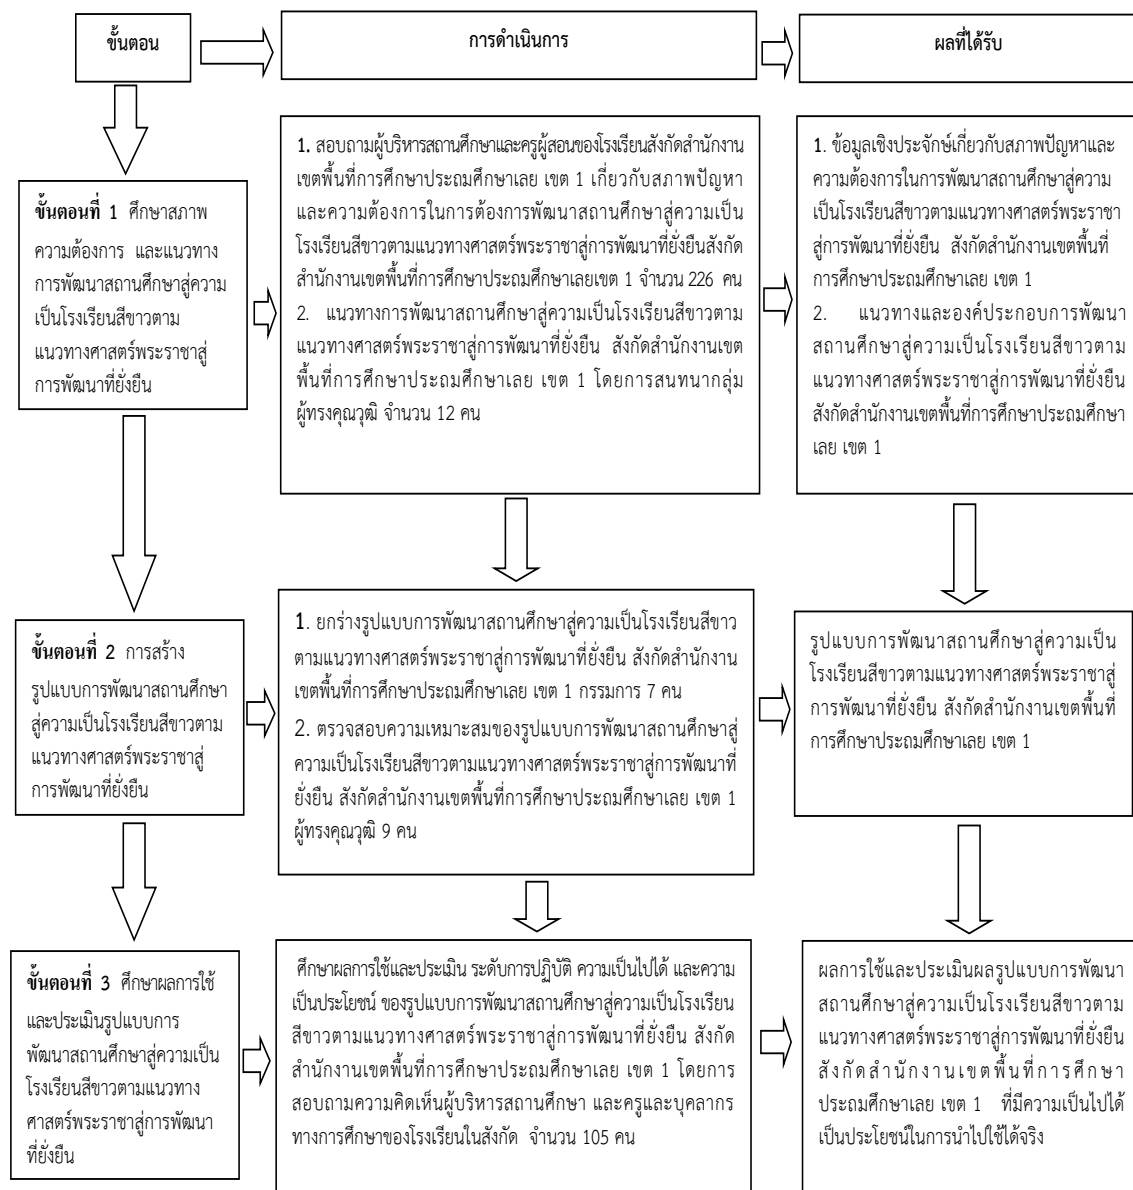 ขั้นตอน
การดำเนินการ
ผลที่ได้รับ
ขั้นตอนที่ 1 ศึกษาสภาพ
ความต้องการ และแนวทาง
การพัฒนาสถานศึกษาสู่ความ
เป็นโรงเรียนสีขาวตาม
แนวทางศาสตร์พระราชาสู่
การพัฒนาที่ยั่งยืน
1. สอบถามผู้บริหารสถานศึกษาและครูผู้สอนของโรงเรียนสังกัดสำนักงาน
เขตพื้นที่การศึกษาประถมศึกษาเลย เขต 1 เกี่ยวกับสภาพปัญหา
และความต้องการในการต้องการพัฒนาสถานศึกษาสู่ความเป็น
โรงเรียนสีขาวตามแนวทางศาสตร์พระราชาสู่การพัฒนาที่ยั่งยืนสังกัด
สำนักงานเขตพื้นที่การศึกษาประถมศึกษาเลยเขต 1 จำนวน 226 คน
2. แนวทางการพัฒนาสถานศึกษาสู่ความเป็นโรงเรียนสีขาวตาม
แนวทางศาสตร์พระราชาสู่การพัฒนาที่ยั่งยืน สังกัดสำนักงานเขต
พื้นที่การศึกษาประถมศึกษาเลย เขต 1 โดยการสนทนากลุ่ม
ผู้ทรงคุณวุฒิ จำนวน 12 คน
1. ข้อมูลเชิงประจักษ์เกี่ยวกับสภาพปัญหาและ
ความต้องการในการพัฒนาสถานศึกษาสู่ความ
เป็นโรงเรียนสีขาวตามแนวทางศาสตร์พระราชา
สู่การพัฒนาที่ยั่งยืน สังกัดสำนักงานเขตพื้นที่
การศึกษาประถมศึกษาเลย เขต 1
2. แนวทางและองค์ประกอบการพัฒนา
สถานศึกษาสู่ความเป็นโรงเรียนสีขาวตาม
แนวทางศาสตร์พระราชาสู่การพัฒนาที่ยั่งยืน
สังกัดสำนักงานเขตพื้นที่การศึกษาประถมศึกษา
เลย เขต 1
ขั้นตอนที่ 2 การสร้าง
รูปแบบการพัฒนาสถานศึกษา
สู่ความเป็นโรงเรียนสีขาวตาม
แนวทางศาสตร์พระราชาสู่
การพัฒนาที่ยั่งยืน
1. ยกร่างรูปแบบการพัฒนาสถานศึกษาสู่ความเป็นโรงเรียนสีขาว
ตามแนวทางศาสตร์พระราชาสู่การพัฒนาที่ยั่งยืน สังกัดสำนักงาน
เขตพื้นที่การศึกษาประถมศึกษาเลย เขต 1 กรรมการ 7 คน
2. ตรวจสอบความเหมาะสมของรูปแบบการพัฒนาสถานศึกษาสู่
ความเป็นโรงเรียนสีขาวตามแนวทางศาสตร์พระราชาสู่การพัฒนาที่
ยั่งยืน สังกัดสำนักงานเขตพื้นที่การศึกษาประถมศึกษาเลย เขต 1
ผู้ทรงคุณวุฒิ 9 คน
รูปแบบการพัฒนาสถานศึกษาสู่ความเป็น
โรงเรียนสีขาวตามแนวทางศาสตร์พระราชาสู่
การพัฒนาที่ยั่งยืน สังกัดสำนักงานเขตพื้นที่
การศึกษาประถมศึกษาเลย เขต 1
ขั้นตอนที่ 3 ศึกษาผลการใช้
และประเมินรูปแบบการ
พัฒนาสถานศึกษาสู่ความเป็น
โรงเรียนสีขาวตามแนวทาง
ศาสตร์พระราชาสู่การพัฒนา
ที่ยั่งยืน
ศึกษาผลการใช้และประเมิน ระดับการปฏิบัติ ความเป็นไปได้ และความ
เป็นประโยชน์ ของรูปแบบการพัฒนาสถานศึกษาสู่ความเป็นโรงเรียน
สีขาวตามแนวทางศาสตร์พระราชาสู่การพัฒนาที่ยั่งยืน สังกัด
สำนักงานเขตพื้นที่การศึกษาประถมศึกษาเลย เขต 1 โดยการ
สอบถามความคิดเห็นผู้บริหารสถานศึกษา และครูและบุคลากร
ทางการศึกษาของโรงเรียนในสังกัด จำนวน 105 คน
ผลการใช้และประเมินผลรูปแบบการพัฒนา
สถานศึกษาสู่ความเป็นโรงเรียนสีขาวตาม
แนวทางศาสตร์พระราชาสู่การพัฒนาที่ยั่งยืน
สังกัดสำนักงานเขตพื้นที่การศึกษา
ประถมศึกษาเลย เขต 1 ที่มีความเป็นไปได้
เป็นประโยชน์ในการนำไปใช้ได้จริง